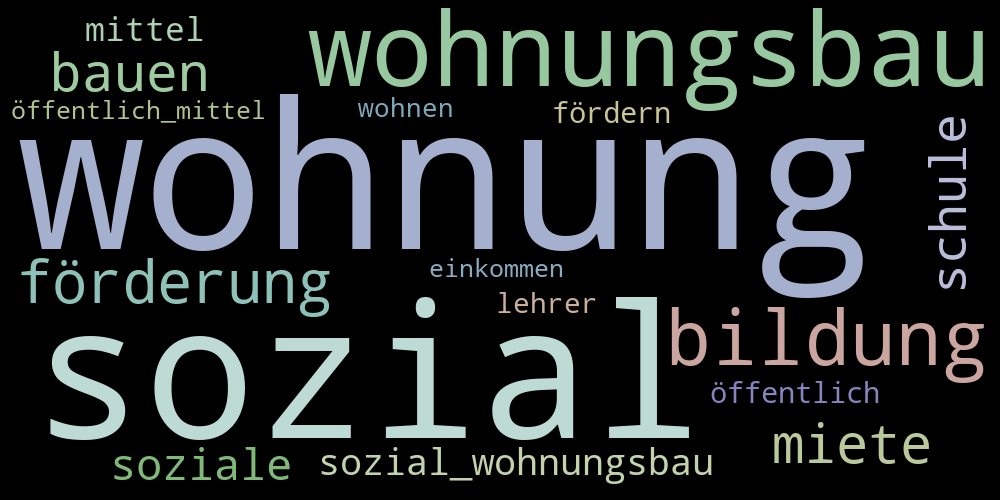 mittel
wohnungsbau
bauen
öffentlich_mittel
wohnen
fördern
wohnung
schule
förderung
einkommen
lehrer
sozial
bildung
öffentlich
miete
soziale
sozial_wohnungsbau